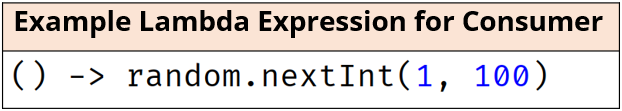 Example Lambda Expression for Consumer
() -> random.nextInt(1, 100)